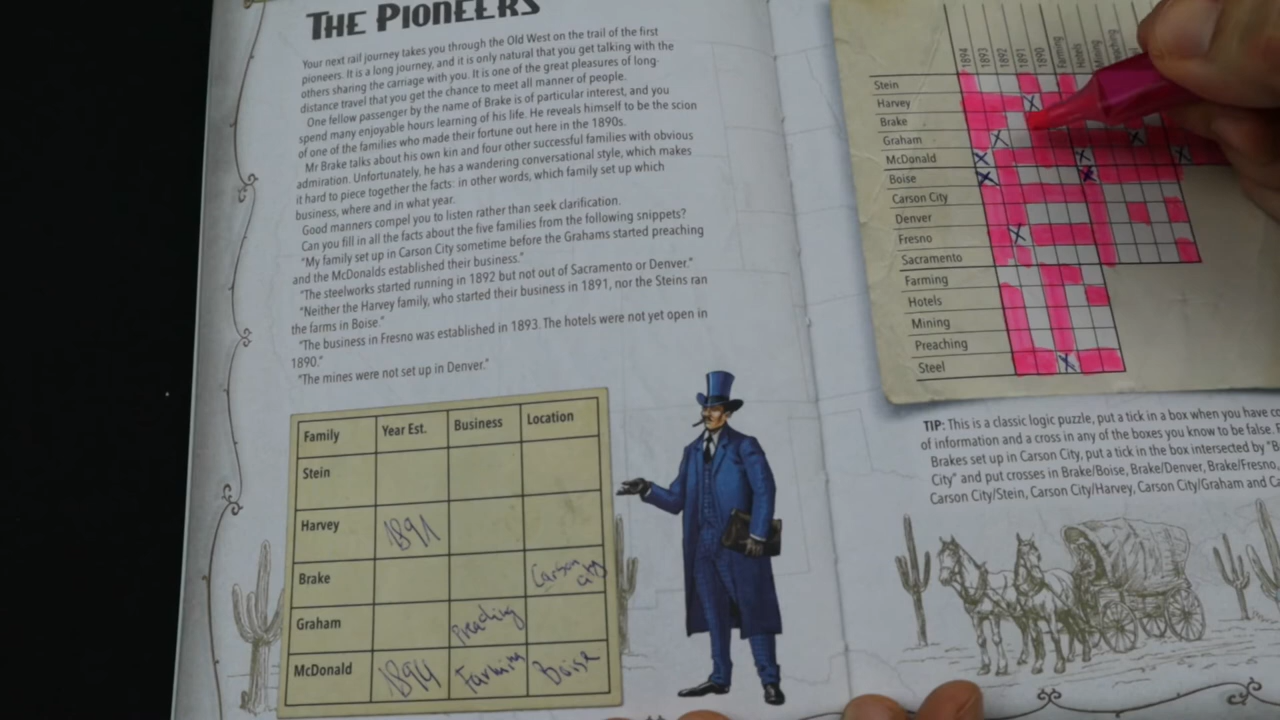 THE PIONEERS
Your next rail journey takes you through the Old West on the trail of the first
pioneers. It is a long journey, and it is only natural that you get talking with the
others sharing the carriage with you. It is one of the great pleasures of long-
distance travel that you get the chance to meet all manner of people.
One fellow passenger by the name of Brake is of particular interest, and you
spend many enjoyable hours learning of his life. He reveals himself to be the scion
of one of the families who made their fortune out here in the 1890s.
Mr Brake talks about his own kin and four other successful families with obvious
admiration. Unfortunately, he has a wandering conversational style, which makes
it hard to piece together the facts: in other words, which family set up which
business, where and in what year.
Good manners compel you to listen rather than seek clarification.
Can you fill in all the facts about the five families from the following snippets?
"My family set up in Carson City sometime before the Grahams started preaching
and the McDonalds established their business."
"The steelworks started running in 1892 but not out of Sacramento or Denver."
"Neither the Harvey family, who started their business in 1891, nor the Steins ran
the farms in Boise."
"The business in Fresno was established in 1893. The hotels were not yet open in
1890."
"The mines were not set up in Denver."
Family Year Est. Business Location
Stein
Harvey 1891
Brake Carson City
Graham Preaching
McDonald 1894 Farming Boise
1894 1893 1892 1891 1890 Farming Hotels Mining
Stein
Harvey
Brake
Graham
McDonald
Boise
Carson City
Denver
Fresno
Sacramento
Farming
Hotels
Mining
Preaching
Steel
TIP: This is a classic logic puzzle, put a tick in a box when you have
of information and a cross in any of the boxes you know to be false.
Brakes set up in Carson City, put a tick in the box intersected by
City" and put crosses in Brake/Boise, Brake/Denver, Brake/Fresno,
Carson City/Stein, Carson City/Harvey, Carson City/Graham and